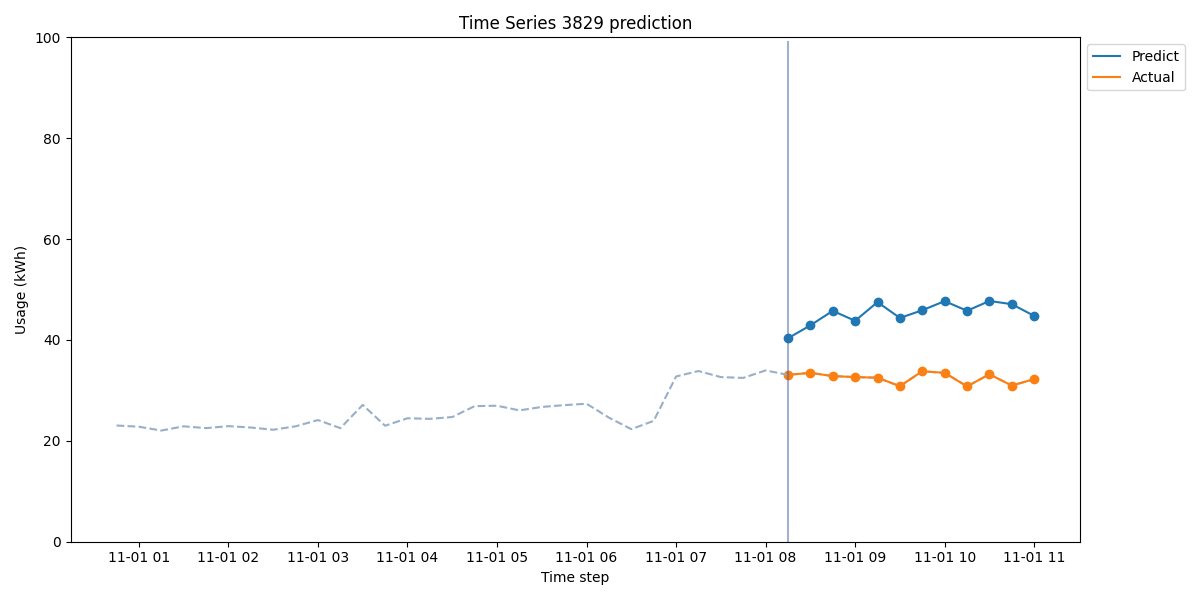 Time Series 3829 prediction
Predict
Actual
100
80
60
40
20
0
Usage (kWh)
11-01 01 11-01 02 11-01 03 11-01 04 11-01 05 11-01 06 11-01 07 11-01 08 11-01 09 11-01 10 11-01 11
Time step